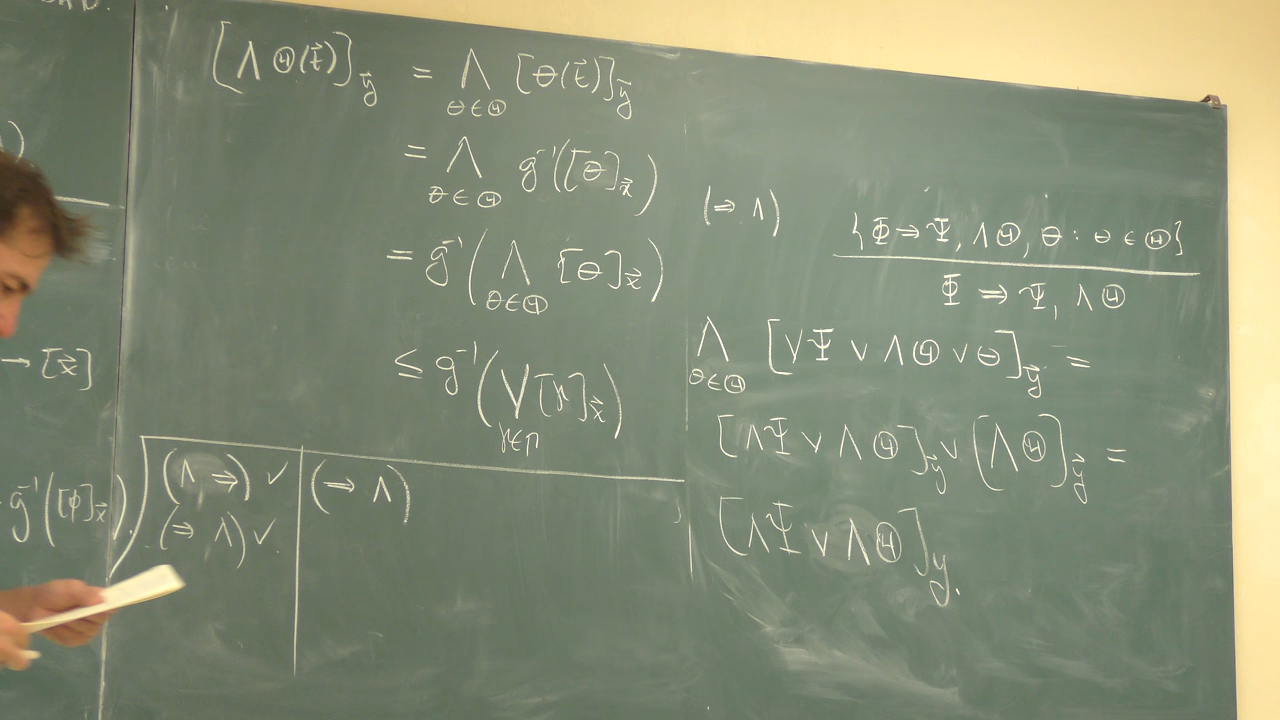 [⋀ Θ(t⃗)]_y⃗ = ⋀_{θ∈Θ} [θ(t⃗)]_y⃗
= ⋀_{θ∈Θ} g⁻¹([θ]_x⃗)
= g⁻¹(⋀_{θ∈Θ} [θ]_x⃗)
≤ g⁻¹(⋁_{γ∈Γ} [γ]_x⃗)
→ [x⃗]
g⁻¹([φ]_x⃗)
(⋀ ⇒) ✓
(⇒ ⋀) ✓
(⇒ ⋀)
(⇒ ⋀)
{Φ ⇒ Ψ, ⋀Θ, θ : θ ∈ Θ}
Φ ⇒ Ψ, ⋀Θ
⋀_{θ∈Θ} [⋁Ψ ∨ ⋀Θ ∨ θ]_y⃗ =
[⋀Ψ ∨ ⋀Θ]_y⃗ ∨ [⋀Θ]_y⃗ =
[⋀Ψ ∨ ⋀Θ]_y.